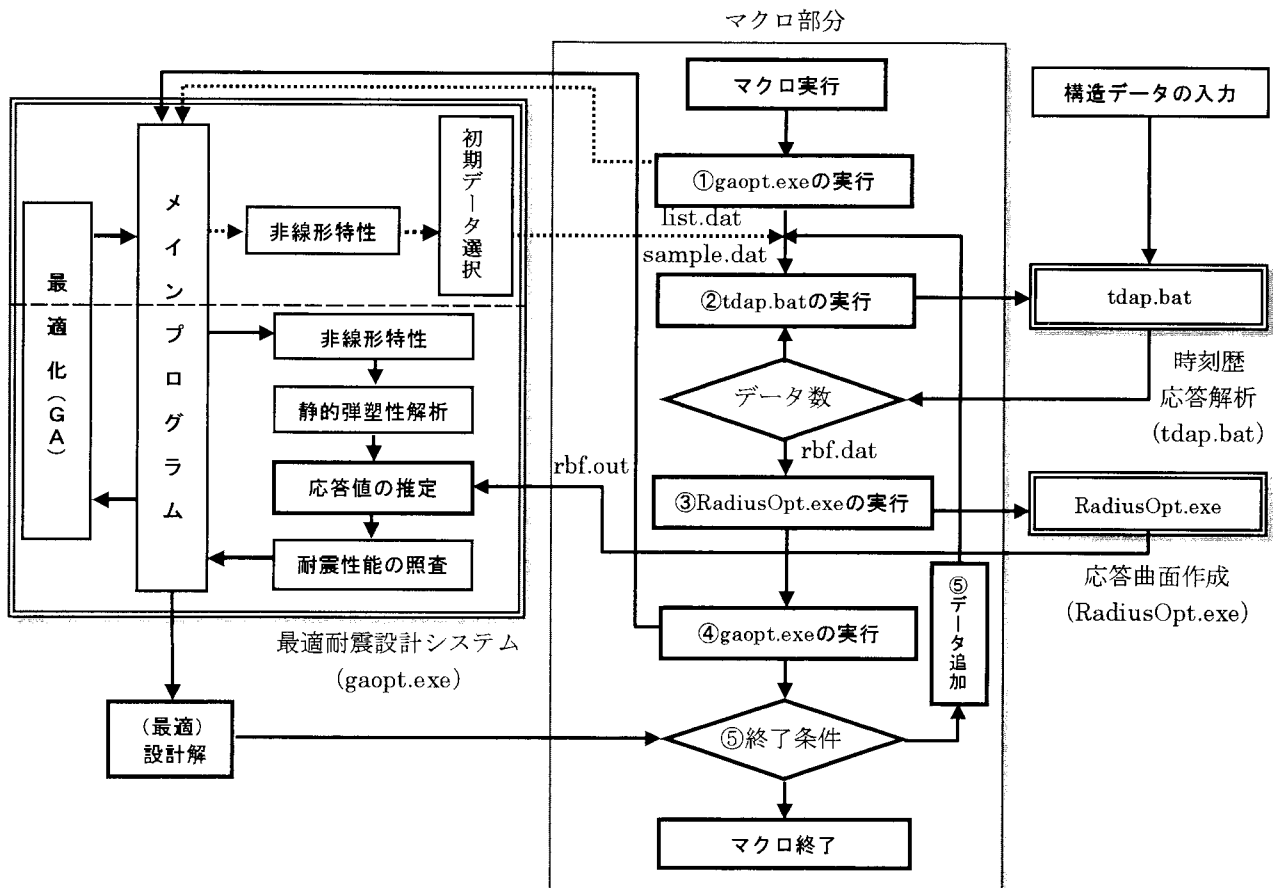 マクロ部分
マクロ実行
構造データの入力
①gaopt.exeの実行
list.dat
sample.dat
②tdap.batの実行
tdap.bat
時刻歴
応答解析
(tdap.bat)
データ数
rbf.dat
rbf.out
③RadiusOpt.exeの実行
RadiusOpt.exe
応答曲面作成
(RadiusOpt.exe)
④gaopt.exeの実行
⑤データ追加
⑤終了条件
マクロ終了
最適化(GA)
メインプログラム
非線形特性
初期データ選択
非線形特性
静的弾塑性解析
応答値の推定
耐震性能の照査
最適耐震設計システム
(gaopt.exe)
(最適)
設計解